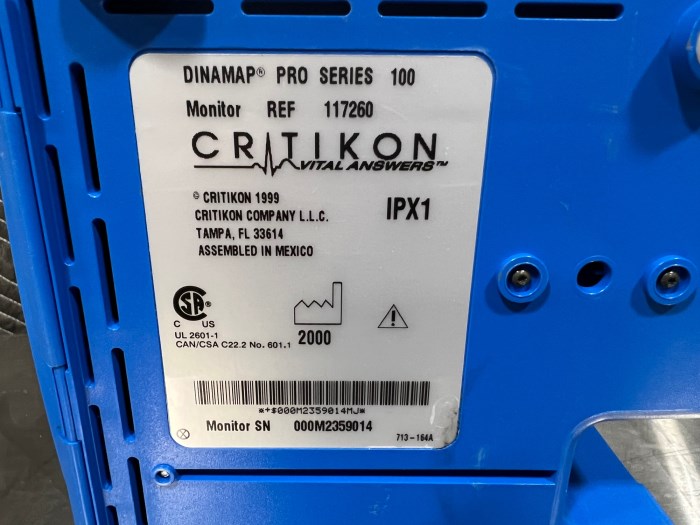 DINAMAP® PRO SERIES 100
Monitor REF 117260
CRITIKON
VITAL ANSWERS™
© CRITIKON 1999
CRITIKON COMPANY L.L.C.
TAMPA, FL 33614
ASSEMBLED IN MEXICO
IPX1
SA®
C US
UL 2601-1
CAN/CSA C22.2 No. 601.1
2000
*+$000M2359014MJ*
Monitor SN 000M2359014
713-164A